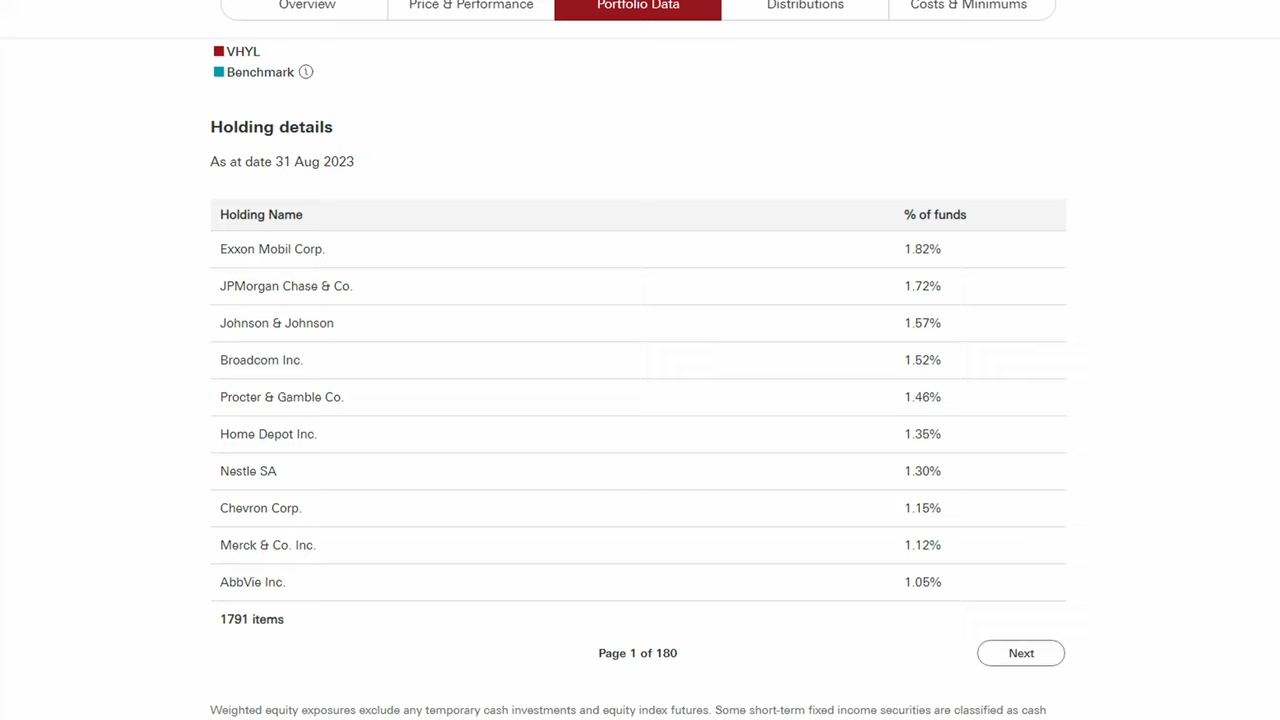 Overview Price & Performance Portfolio Data Distributions Costs & Minimums
VHYL
Benchmark
Holding details
As at date 31 Aug 2023
Holding Name % of funds
Exxon Mobil Corp. 1.82%
JPMorgan Chase & Co. 1.72%
Johnson & Johnson 1.57%
Broadcom Inc. 1.52%
Procter & Gamble Co. 1.46%
Home Depot Inc. 1.35%
Nestle SA 1.30%
Chevron Corp. 1.15%
Merck & Co. Inc. 1.12%
AbbVie Inc. 1.05%
1791 items
Page 1 of 180 Next
Weighted equity exposures exclude any temporary cash investments and equity index futures. Some short-term fixed income securities are classified as cash